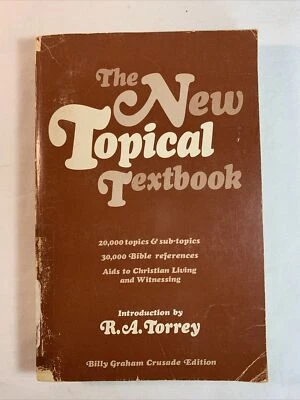 The
New
Topical
Textbook
20,000 topics & sub-topics
30,000 Bible references
Aids to Christian Living
and Witnessing
Introduction by
R.A. Torrey
Billy Graham Crusade Edition